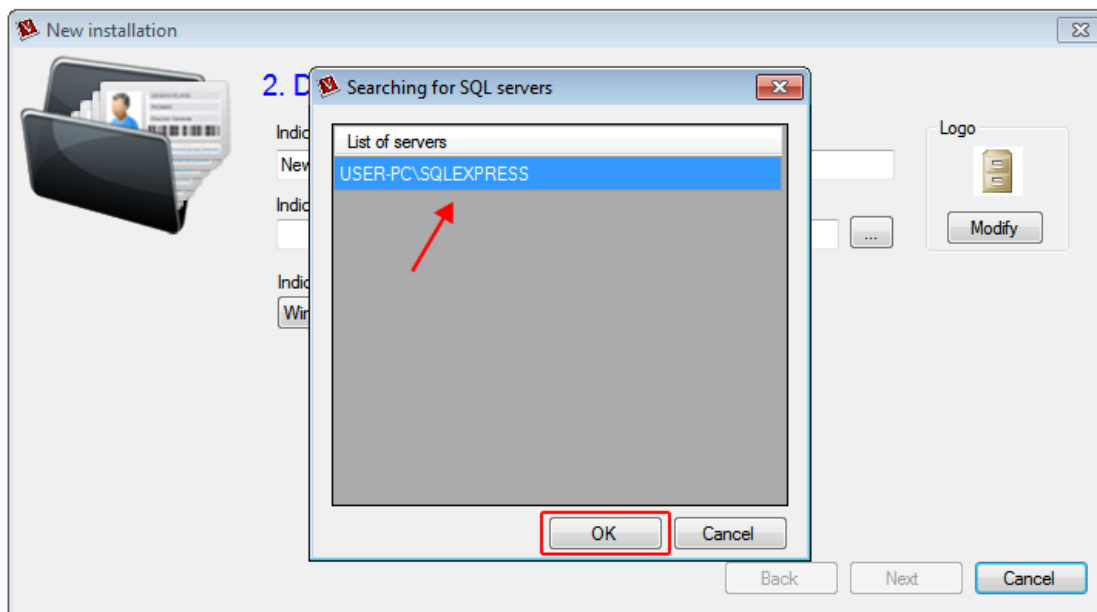 New installation
2. D
Searching for SQL servers
Indic
New
List of servers
USER-PC\SQLEXPRESS
Logo
Indic
...
Modify
Indic
Win
OK
Cancel
Back
Next
Cancel